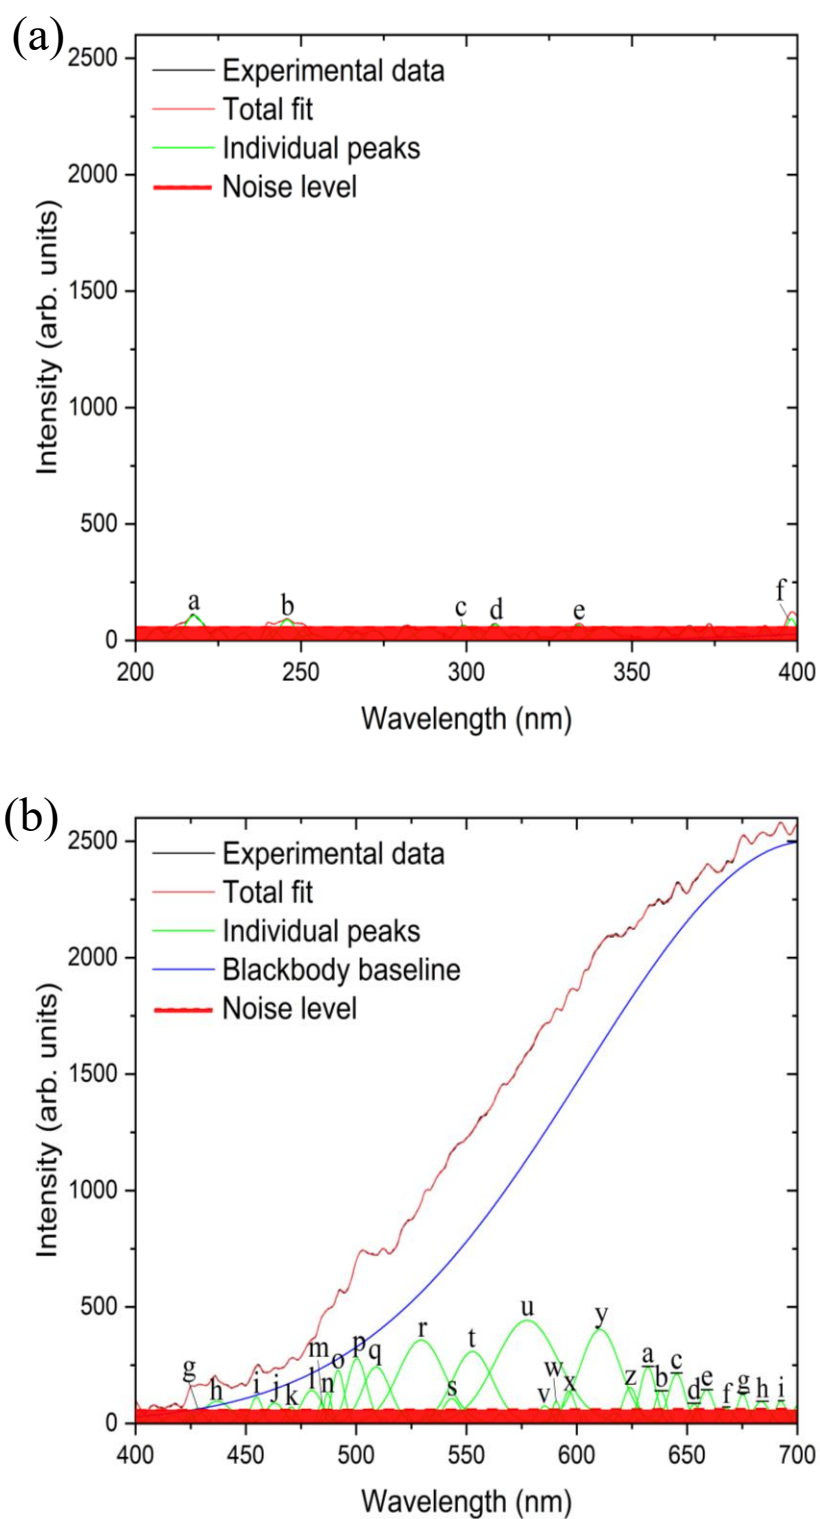 (a)
2500
2000
1500
1000
500
0
Intensity (arb. units)
Experimental data
Total fit
Individual peaks
Noise level
a
b
c
d
e
f
200
250
300
350
400
Wavelength (nm)
(b)
2500
2000
1500
1000
500
0
Intensity (arb. units)
Experimental data
Total fit
Individual peaks
Blackbody baseline
Noise level
g
h
i
j
k
l
m
n
o
p
q
r
s
t
u
v
w
x
y
z
a
b
c
d
e
f
g
h
i
400
450
500
550
600
650
700
Wavelength (nm)